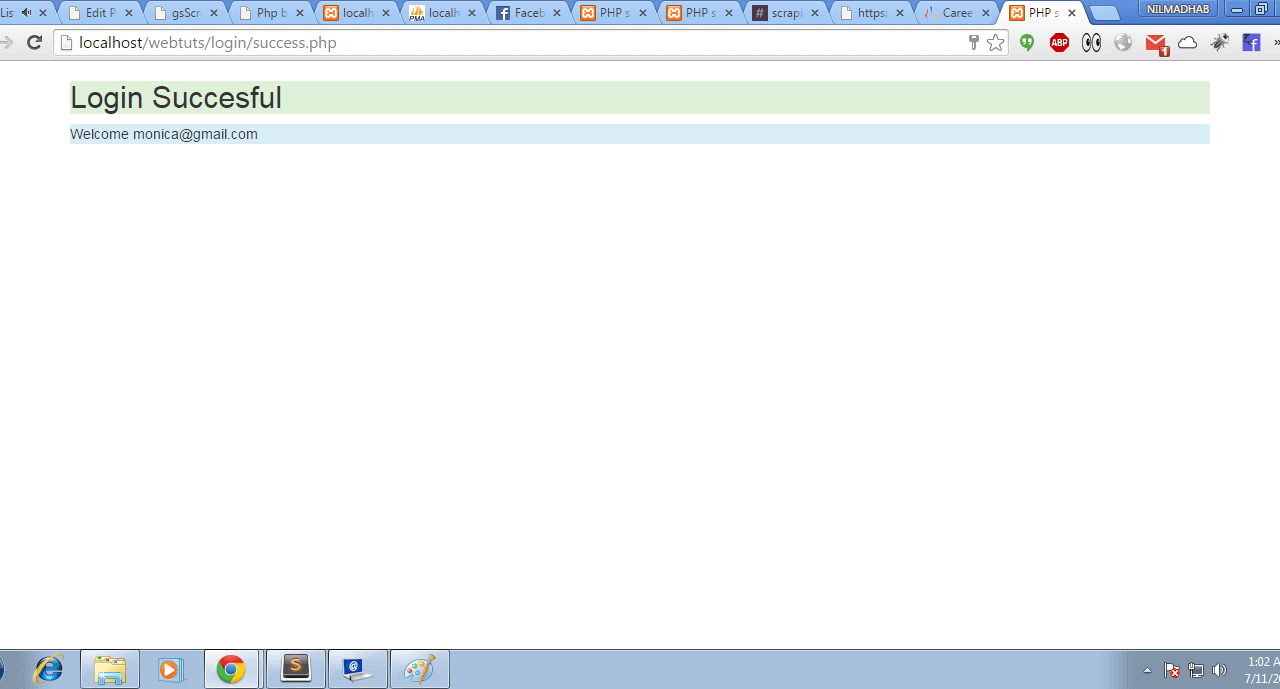 Lis
Edit P
gsScr
Php b
localh
localh
Faceb
PHP s
PHP s
scrapi
https:
Caree
PHP s
NILMADHAB
localhost/webtuts/login/success.php
ABP
1
Login Succesful
Welcome monica@gmail.com
1:02 A
7/11/2